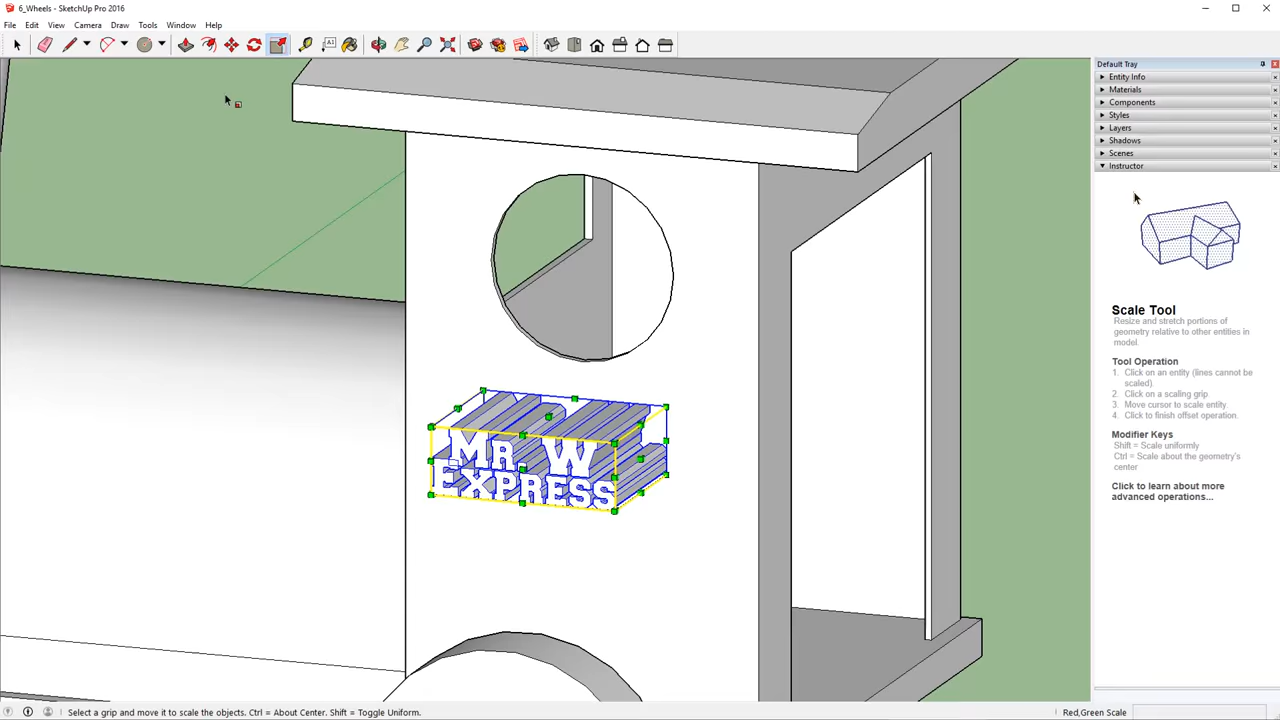 6_Wheels - SketchUp Pro 2016
File Edit View Camera Draw Tools Window Help
A1
Default Tray
Entity Info
Materials
Components
Styles
Layers
Shadows
Scenes
Instructor
MR. W
EXPRESS
Scale Tool
Resize and stretch portions of
geometry relative to other entities in
model.
Tool Operation
1. Click on an entity (lines cannot be
scaled).
2. Click on a scaling grip.
3. Move cursor to scale entity.
4. Click to finish offset operation.
Modifier Keys
Shift = Scale uniformly
Ctrl = Scale about the geometry's
center
Click to learn about more
advanced operations...
Select a grip and move it to scale the objects. Ctrl = About Center. Shift = Toggle Uniform.
Red,Green Scale